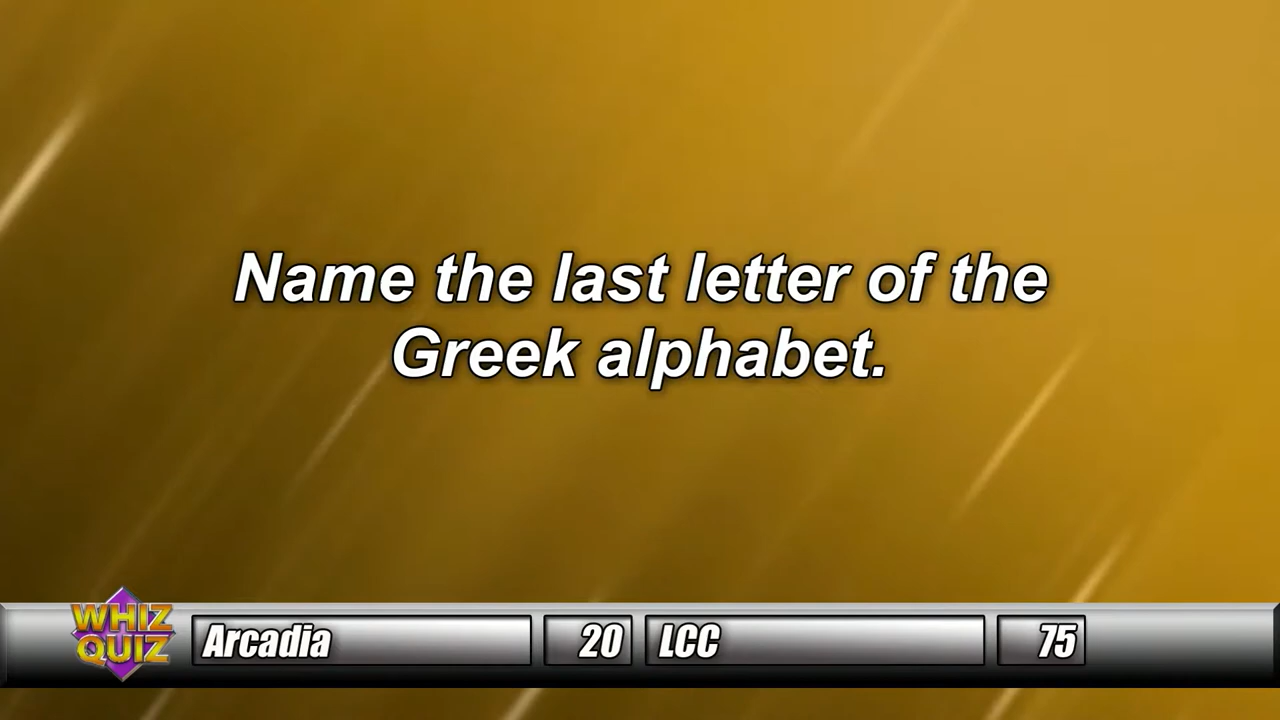 Name the last letter of the
Greek alphabet.
WHIZ
QUIZ
Arcadia
20
LCC
75